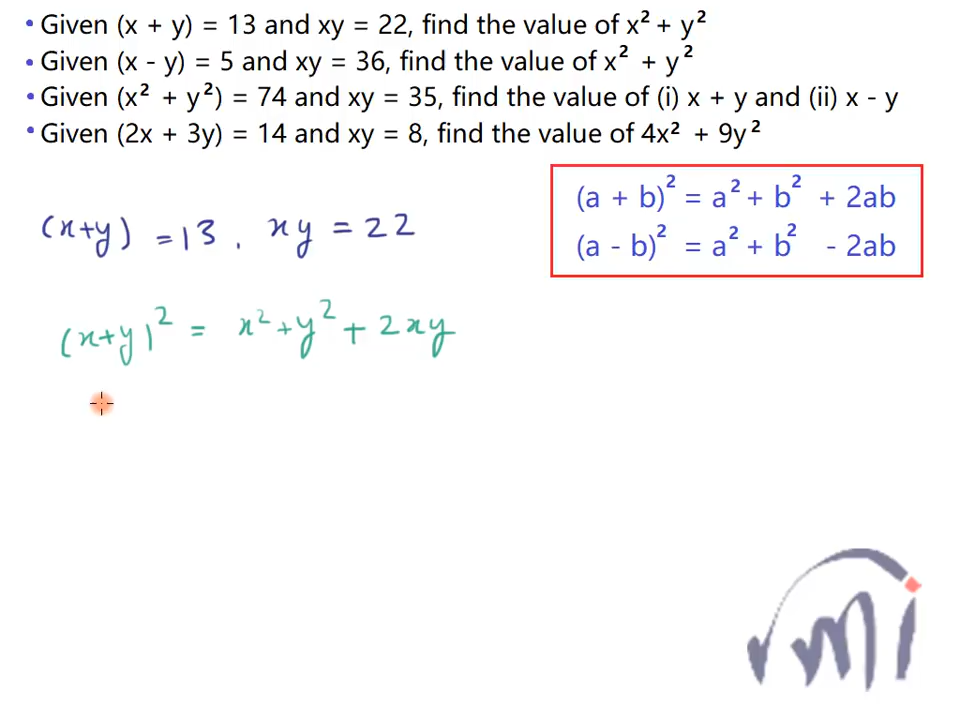 • Given (x + y) = 13 and xy = 22, find the value of x² + y²
• Given (x - y) = 5 and xy = 36, find the value of x² + y²
• Given (x² + y²) = 74 and xy = 35, find the value of (i) x + y and (ii) x - y
• Given (2x + 3y) = 14 and xy = 8, find the value of 4x² + 9y²
(a + b)² = a² + b² + 2ab
(a - b)² = a² + b² - 2ab
(x+y) = 13, xy = 22
(x+y)² = x² + y² + 2xy
vmi